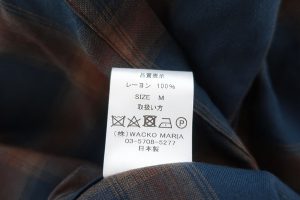 品質表示
レーヨン 100%
SIZE M
取扱い方
P
(株)WACKO MARIA
03-5708-5277
日本製